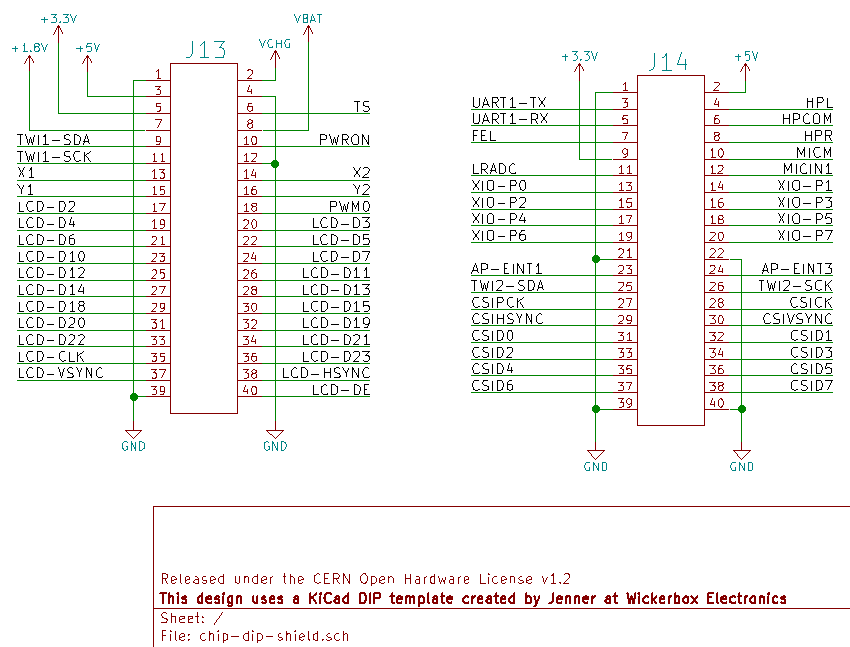 +3.3V
VBAT
+1.8V
+5V
J13
VCHG
1 2
3 4
5 6 TS
7 8
TWI1-SDA 9 10 PWRON
TWI1-SCK 11 12
X1 13 14 X2
Y1 15 16 Y2
LCD-D2 17 18 PWM0
LCD-D4 19 20 LCD-D3
LCD-D6 21 22 LCD-D5
LCD-D10 23 24 LCD-D7
LCD-D12 25 26 LCD-D11
LCD-D14 27 28 LCD-D13
LCD-D18 29 30 LCD-D15
LCD-D20 31 32 LCD-D19
LCD-D22 33 34 LCD-D21
LCD-CLK 35 36 LCD-D23
LCD-VSYNC 37 38 LCD-HSYNC
39 40 LCD-DE
GND
GND
+3.3V
J14
+5V
1 2
UART1-TX 3 4 HPL
UART1-RX 5 6 HPCOM
FEL 7 8 HPR
9 10 MICM
LRADC 11 12 MICIN1
XIO-P0 13 14 XIO-P1
XIO-P2 15 16 XIO-P3
XIO-P4 17 18 XIO-P5
XIO-P6 19 20 XIO-P7
21 22
AP-EINT1 23 24 AP-EINT3
TWI2-SDA 25 26 TWI2-SCK
CSIPCK 27 28 CSICK
CSIHSYNC 29 30 CSIVSYNC
CSID0 31 32 CSID1
CSID2 33 34 CSID3
CSID4 35 36 CSID5
CSID6 37 38 CSID7
39 40
GND
GND
Released under the CERN Open Hardware License v1.2
This design uses a KiCad DIP template created by Jenner at Wickerbox Electronics
Sheet: /
File: chip-dip-shield.sch